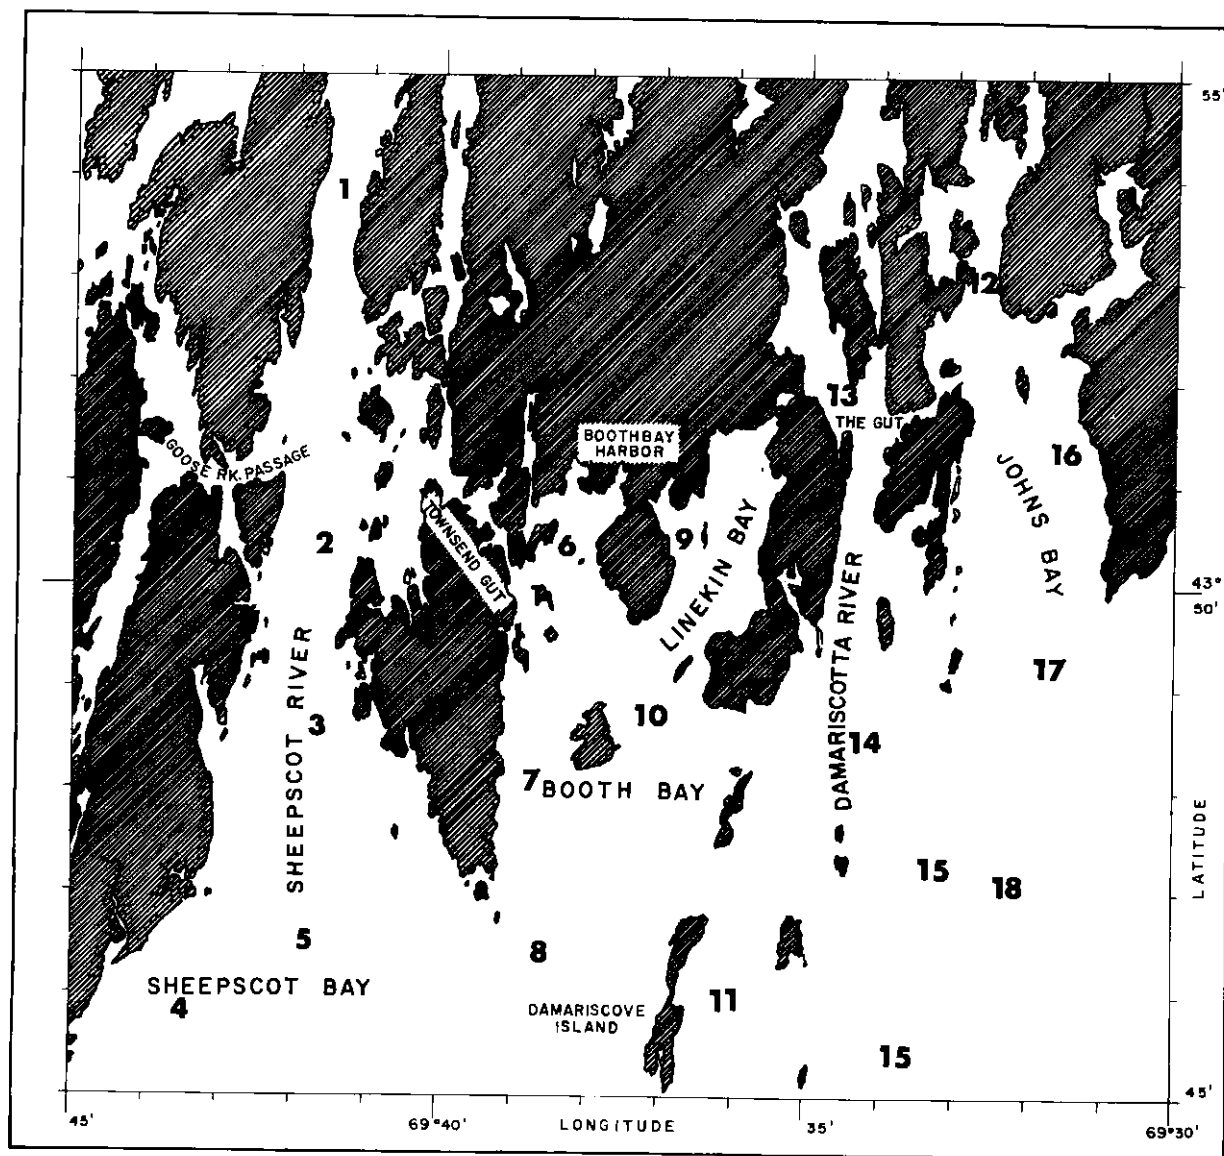 55'
1
12
13
THE GUT
BOOTHBAY
HARBOR
GOOSE RK. PASSAGE
16
JOHNS BAY
TOWNSEND GUT
2
6
9
LINEKIN BAY
43°
50'
SHEEPSCOT RIVER
DAMARISCOTTA RIVER
17
3
10
14
7
BOOTH BAY
LATITUDE
15
18
5
8
SHEEPSCOT BAY
4
11
DAMARISCOVE
ISLAND
15
45'
45'
69°40'
LONGITUDE
35'
69°30'